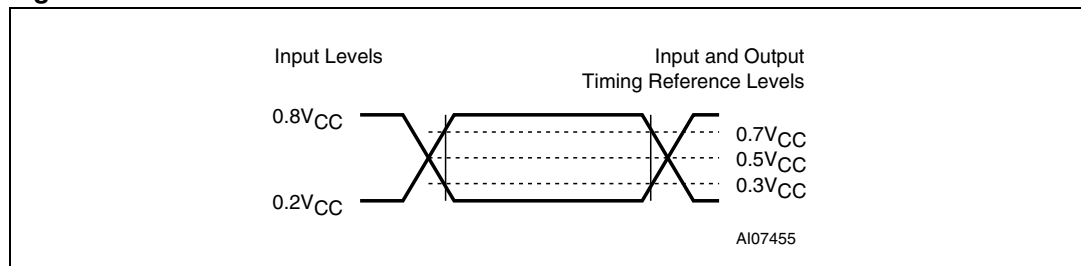 Input Levels
Input and Output
Timing Reference Levels
0.8VCC
0.7VCC
0.5VCC
0.3VCC
0.2VCC
AI07455